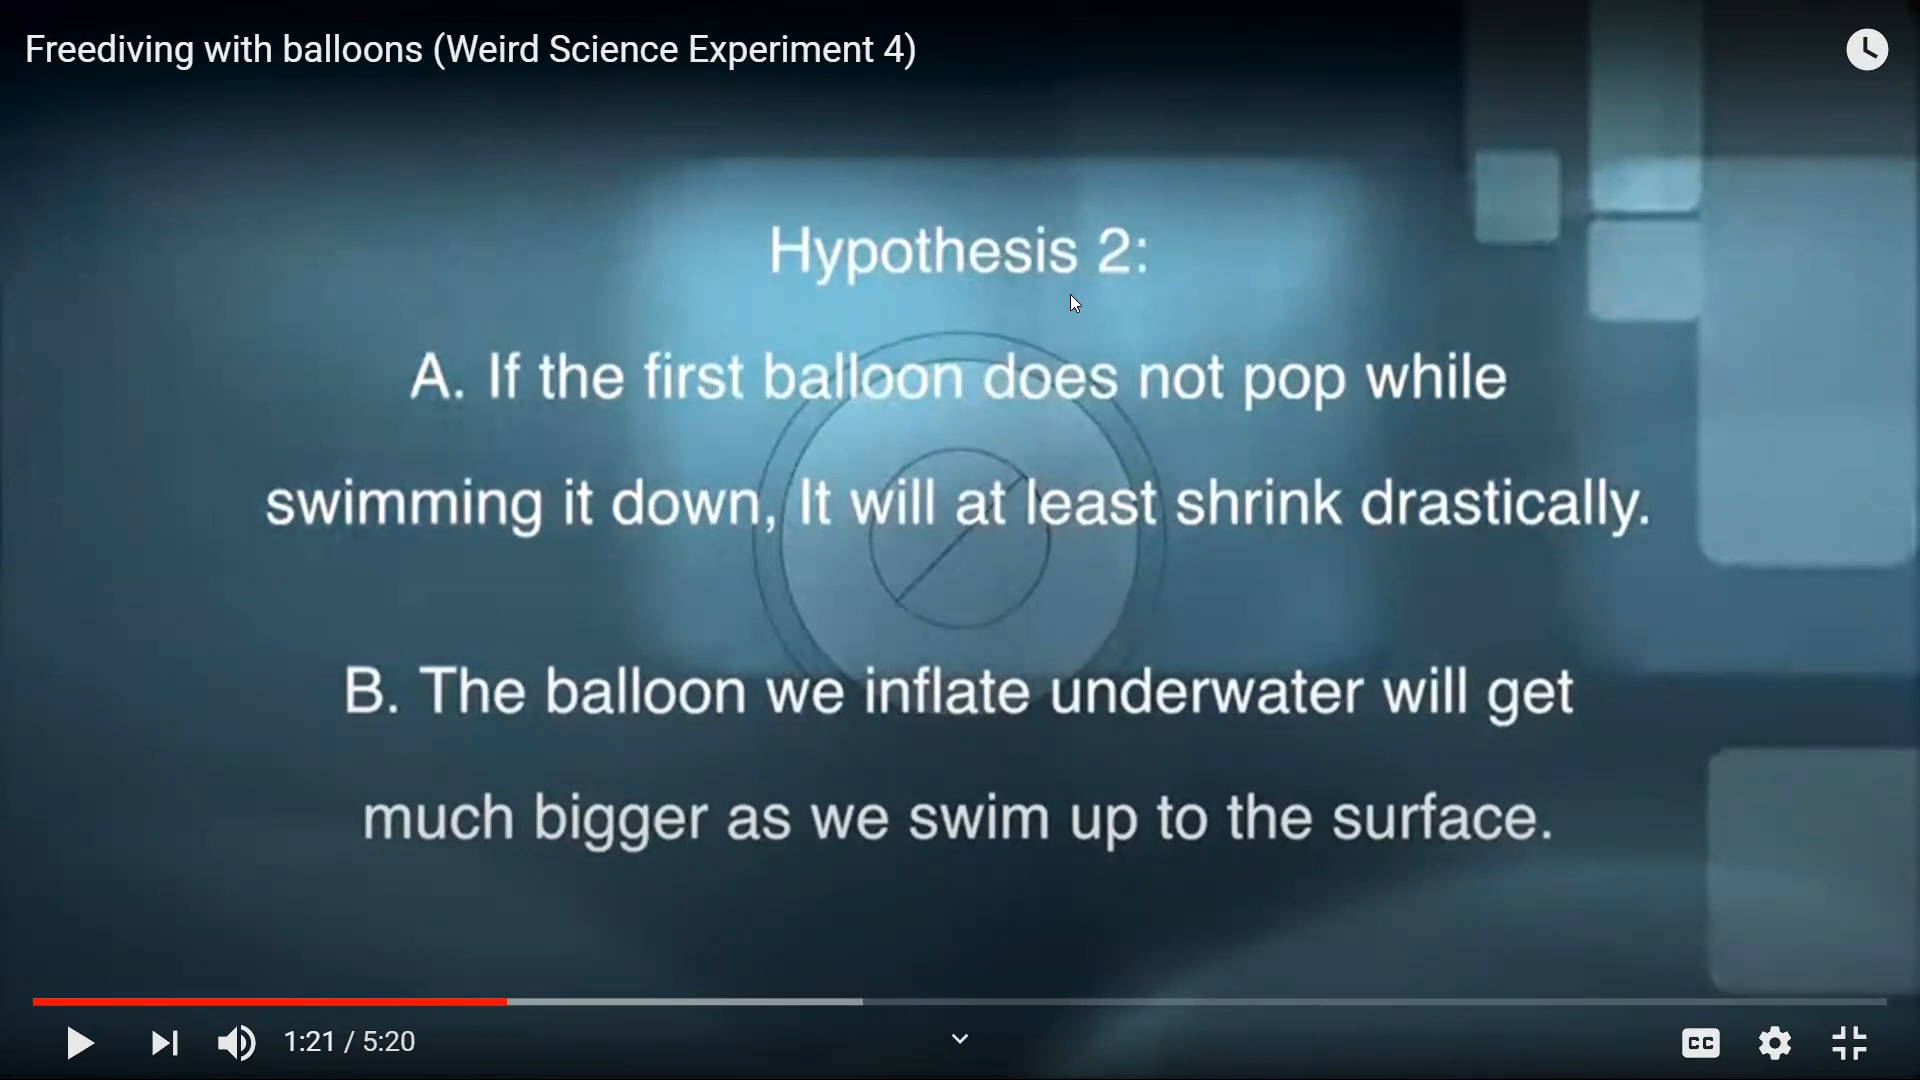 Freediving with balloons (Weird Science Experiment 4)
Hypothesis 2:
A. If the first balloon does not pop while
swimming it down, It will at least shrink drastically.
B. The balloon we inflate underwater will get
much bigger as we swim up to the surface.
1:21 / 5:20
CC